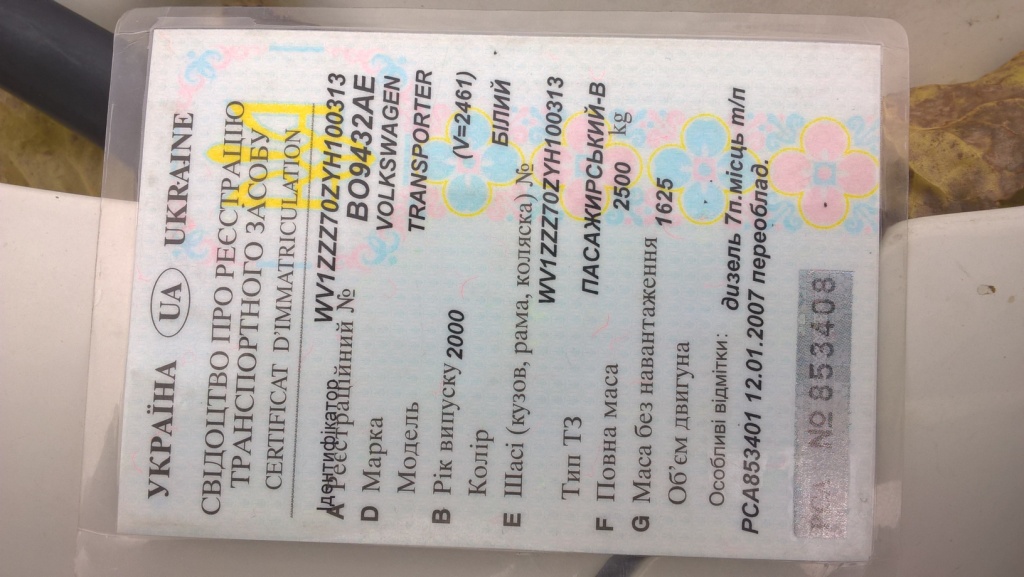 УКРАЇНА UA UKRAINE
СВІДОЦТВО ПРО РЕЄСТРАЦІЮ
ТРАНСПОРТНОГО ЗАСОБУ
CERTIFICAT D'IMMATRICULATION
Ідентифікатор WV1ZZZ70ZYH100313
A Реєстраційний № BO9432AE
D Марка VOLKSWAGEN
Модель TRANSPORTER
B Рік випуску 2000 (V=2461)
Колір БІЛИЙ
E Шасі (кузов, рама, коляска) №
WV1ZZZ70ZYH100313
Тип ТЗ ПАСАЖИРСЬКИЙ-В
F Повна маса 2500 kg
G Маса без навантаження 1625
Об'єм двигуна
Особливі відмітки: дизель 7п.місць т/п
РСА853401 12.01.2007 переоблад.
РСА № 853408